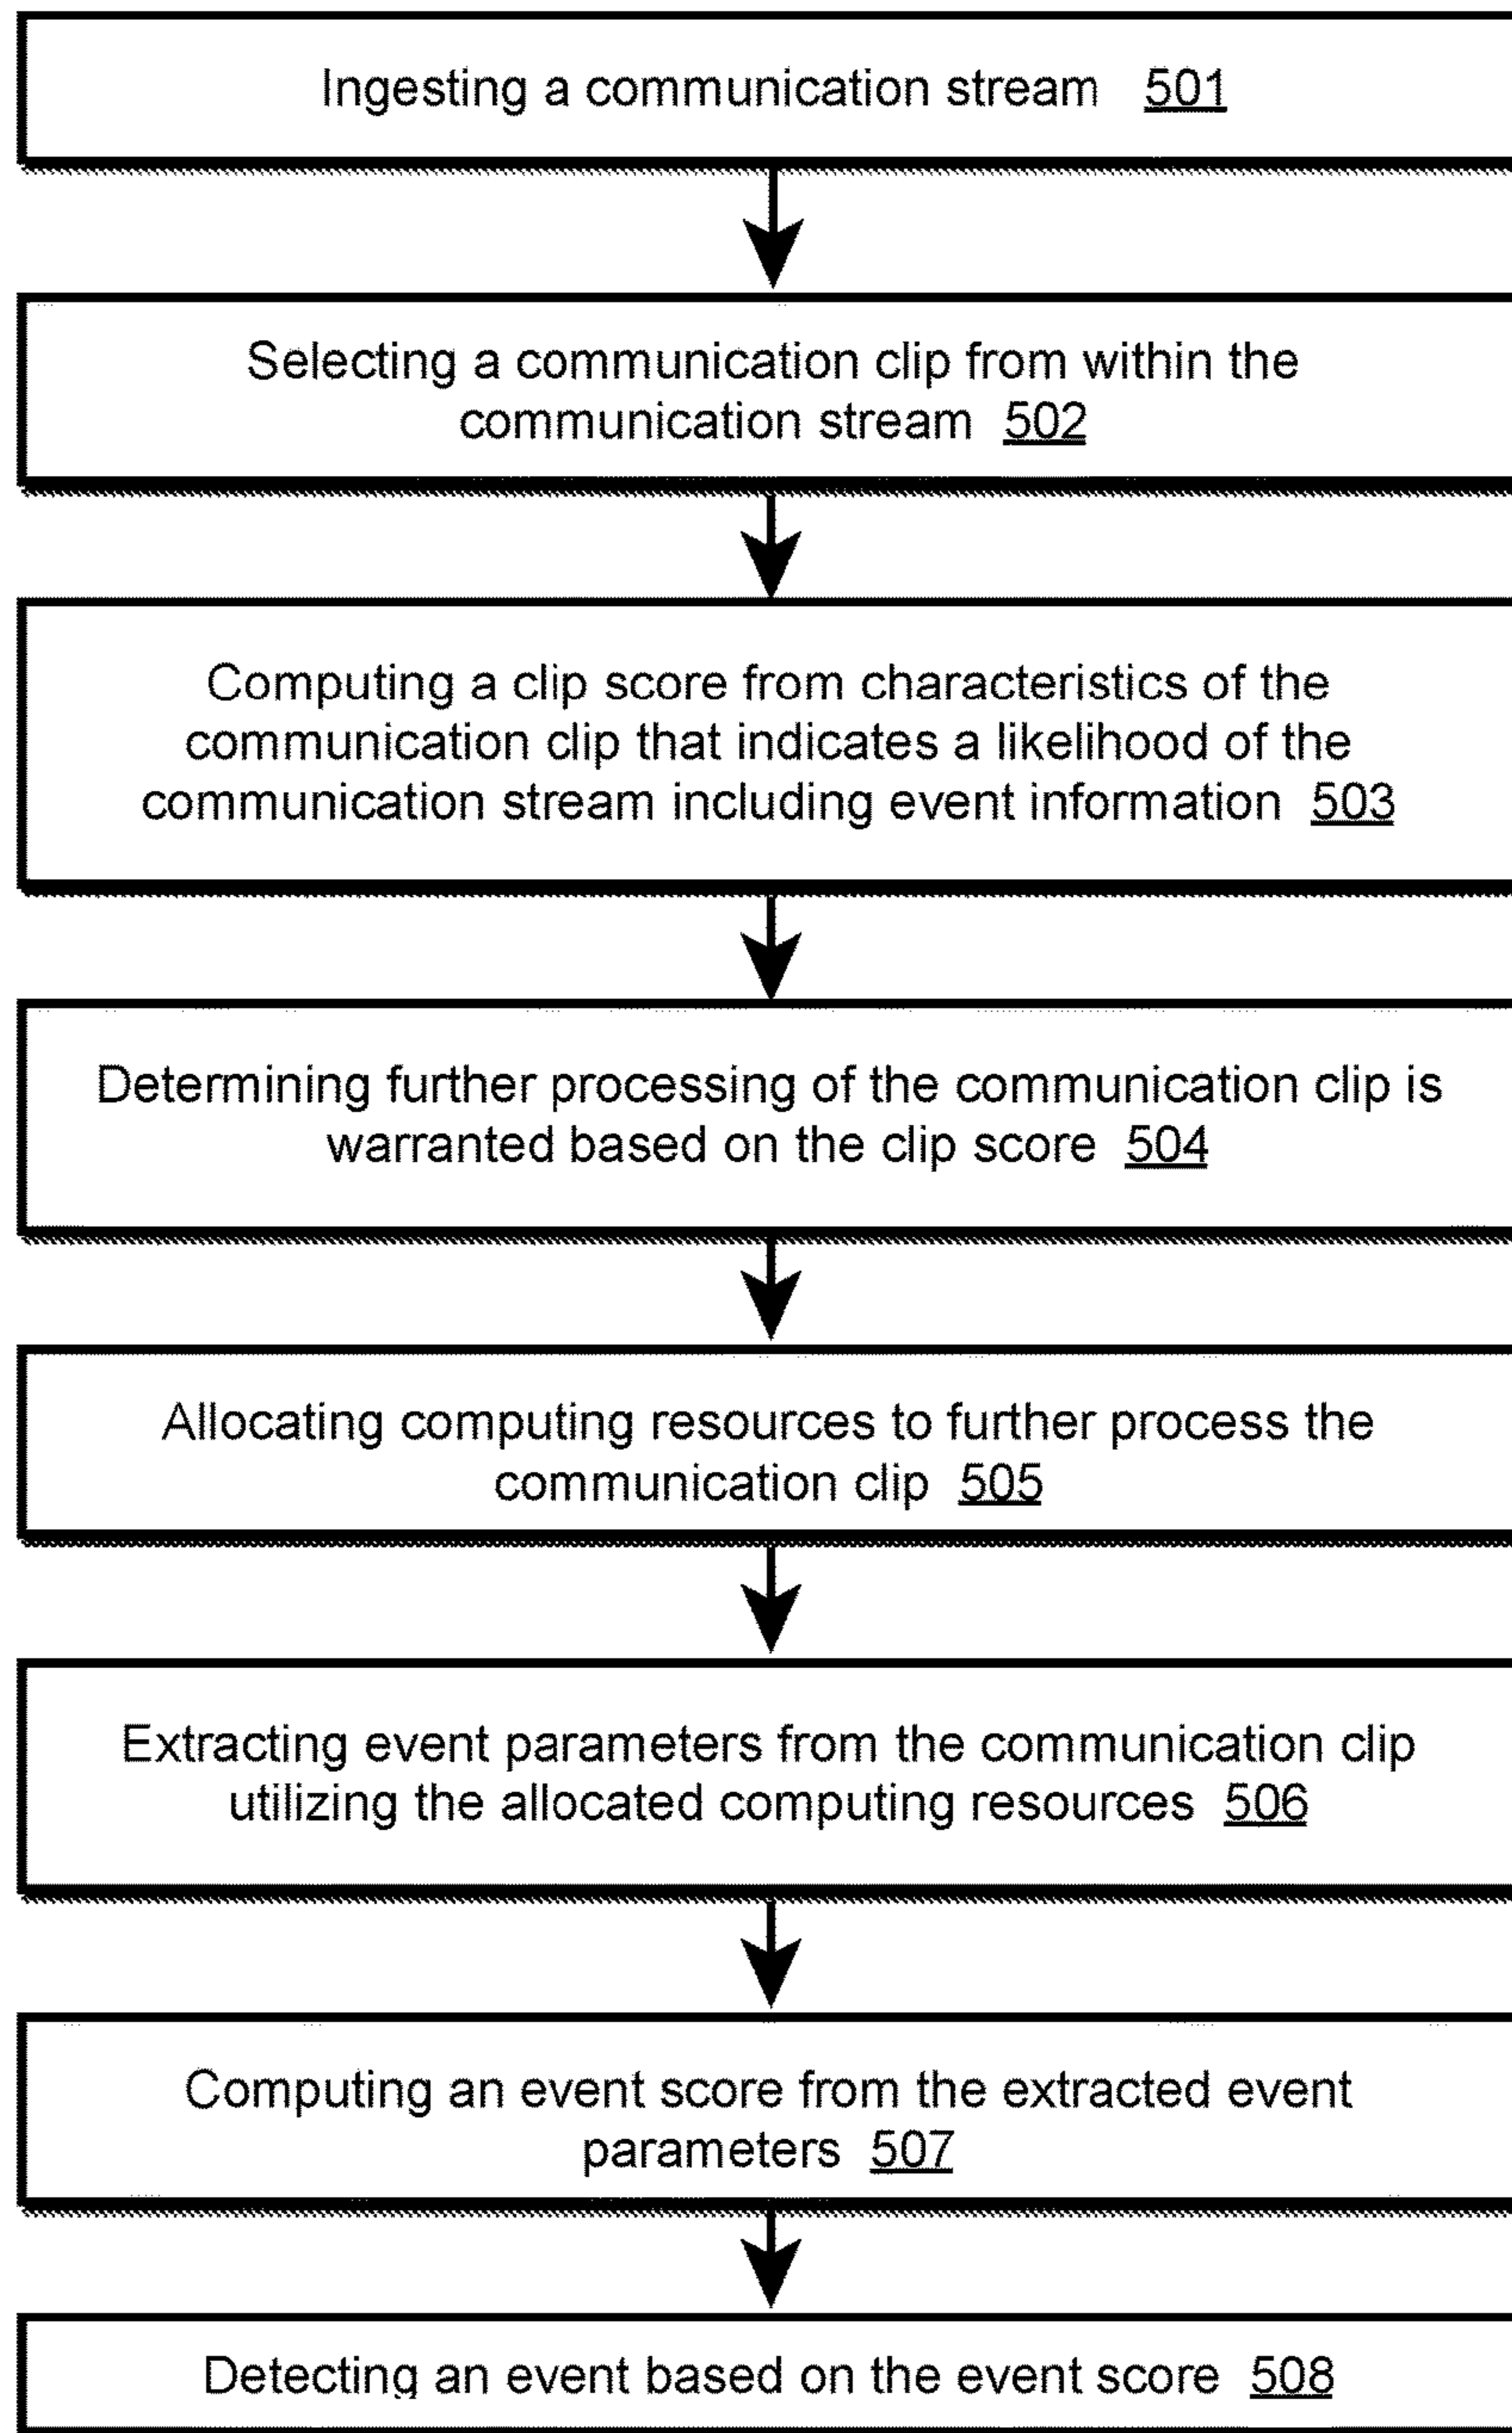 Ingesting a communication stream 501
Selecting a communication clip from within the
communication stream 502
Computing a clip score from characteristics of the
communication clip that indicates a likelihood of the
communication stream including event information 503
Determining further processing of the communication clip is
warranted based on the clip score 504
Allocating computing resources to further process the
communication clip 505
Extracting event parameters from the communication clip
utilizing the allocated computing resources 506
Computing an event score from the extracted event
parameters 507
Detecting an event based on the event score 508